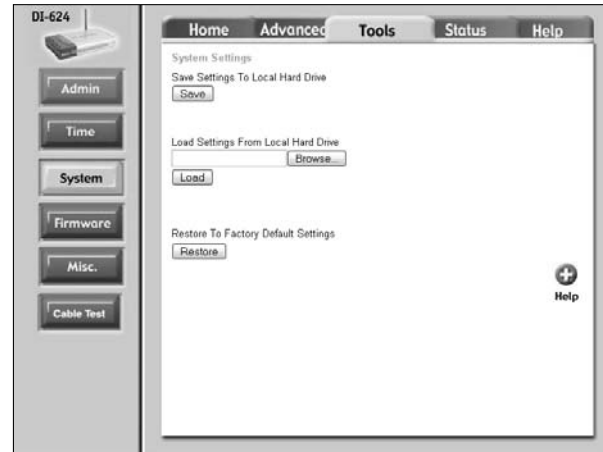 DI-624
Home Advanced Tools Status Help
Admin
Time
System
Firmware
Misc.
Cable Test
System Settings
Save Settings To Local Hard Drive
Save
Load Settings From Local Hard Drive
Browse...
Load
Restore To Factory Default Settings
Restore
Help